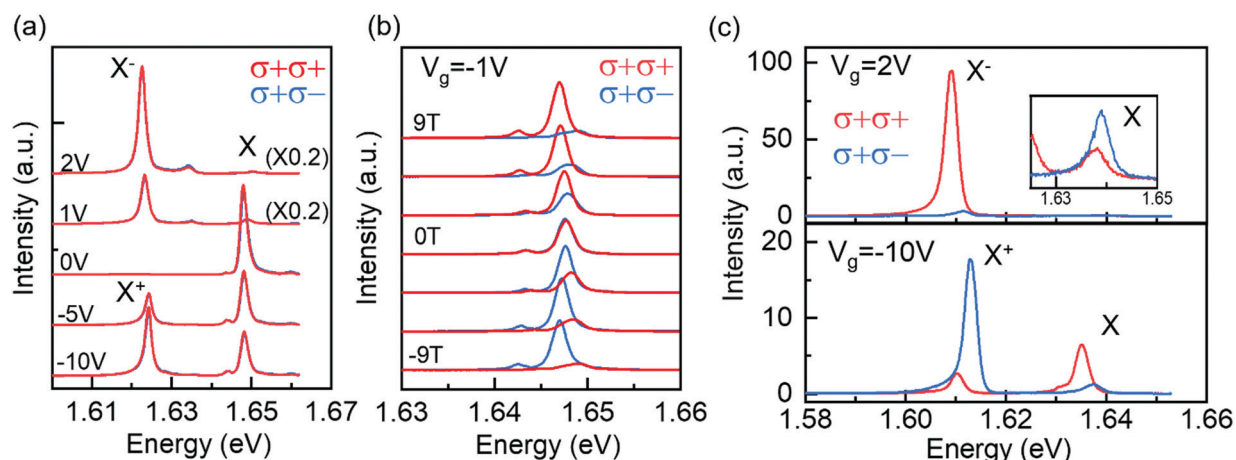 (a)
X-
σ+σ+
σ+σ−
X
2V
(X0.2)
1V
(X0.2)
0V
X+
-5V
-10V
Intensity (a.u.)
1.61
1.63
1.65
1.67
Energy (eV)
(b)
Vg=-1V
σ+σ+
σ+σ−
9T
0T
-9T
Intensity (a.u.)
1.63
1.64
1.65
1.66
Energy (eV)
(c)
100
50
0
Vg=2V
X-
σ+σ+
σ+σ−
X
1.63
1.65
20
10
0
Vg=-10V
X+
X
Intensity (a.u.)
1.58
1.60
1.62
1.64
1.66
Energy (eV)